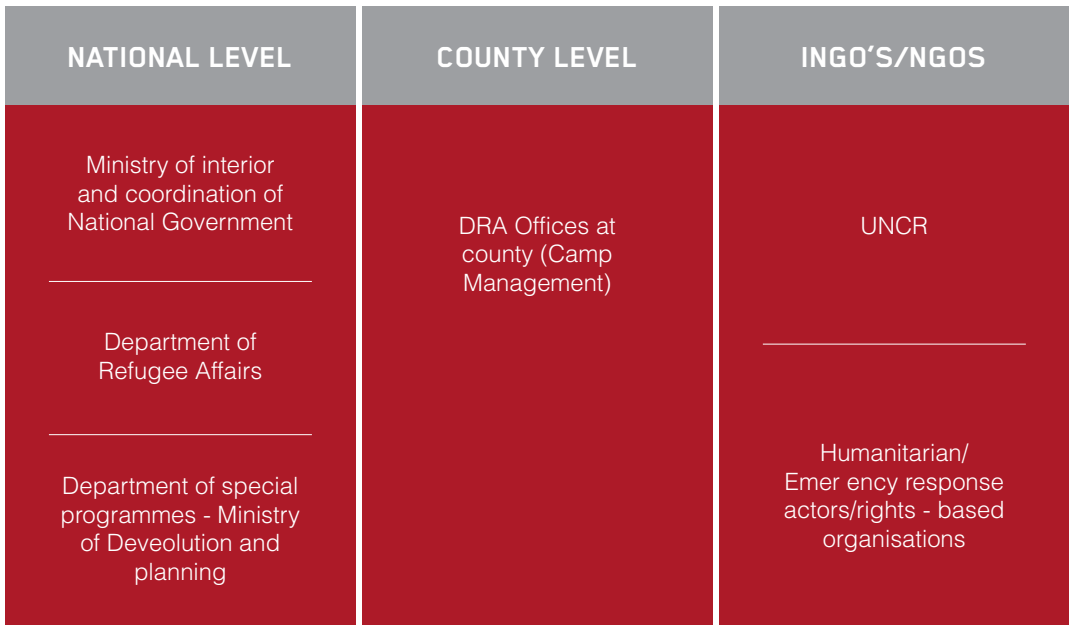 NATIONAL LEVEL
Ministry of interior
and coordination of
National Government
Department of
Refugee Affairs
Department of special
programmes - Ministry
of Deveolution and
planning
COUNTY LEVEL
DRA Offices at
county (Camp
Management)
INGO'S/NGOS
UNCR
Humanitarian/
Emer ency response
actors/rights - based
organisations